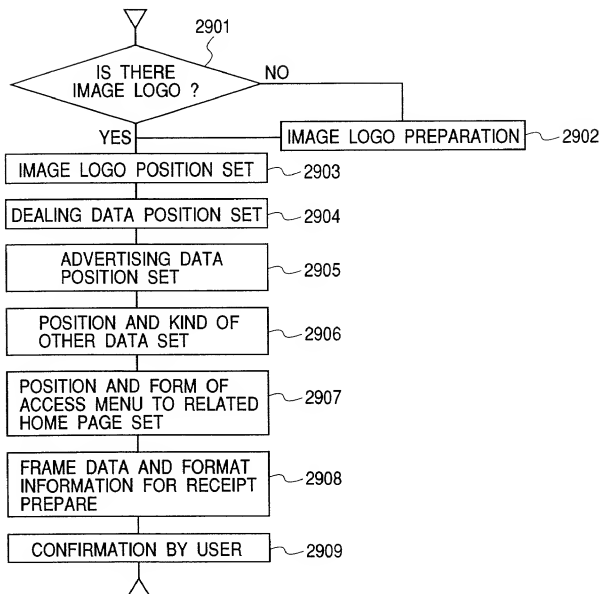 2901
IS THERE
IMAGE LOGO ?
NO
YES
IMAGE LOGO PREPARATION
2902
IMAGE LOGO POSITION SET
2903
DEALING DATA POSITION SET
2904
ADVERTISING DATA
POSITION SET
2905
POSITION AND KIND OF
OTHER DATA SET
2906
POSITION AND FORM OF
ACCESS MENU TO RELATED
HOME PAGE SET
2907
FRAME DATA AND FORMAT
INFORMATION FOR RECEIPT
PREPARE
2908
CONFIRMATION BY USER
2909